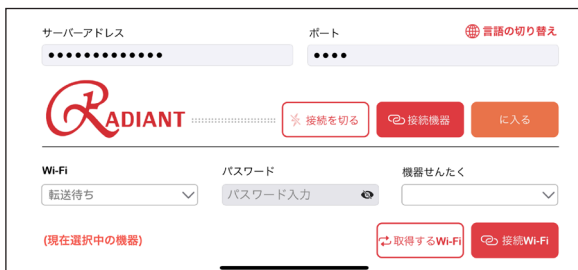 サーバーアドレス ポート 言語の切り替え
●●●●●●●●●●●●● ●●●●
RADIANT 接続を切る 接続機器 に入る
Wi-Fi パスワード 機器せんたく
転送待ち パスワード入力
(現在選択中の機器) 取得するWi-Fi 接続Wi-Fi